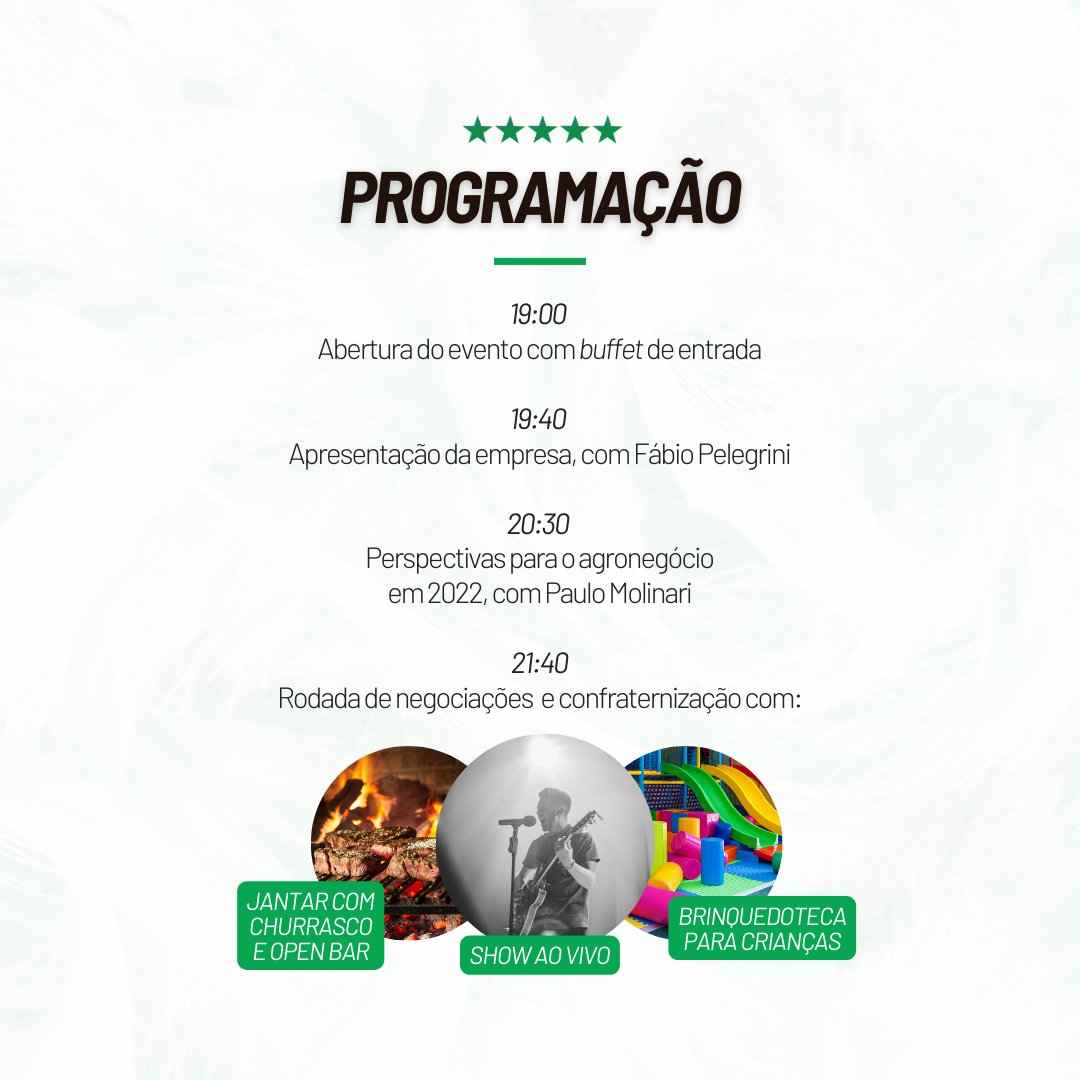 PROGRAMAÇÃO
19:00
Abertura do evento com buffet de entrada
19:40
Apresentação da empresa, com Fábio Pelegrini
20:30
Perspectivas para o agronegócio
em 2022, com Paulo Molinari
21:40
Rodada de negociações e confraternização com:
JANTAR COM
CHURRASCO
E OPEN BAR
SHOW AO VIVO
BRINQUEDOTECA
PARA CRIANÇAS